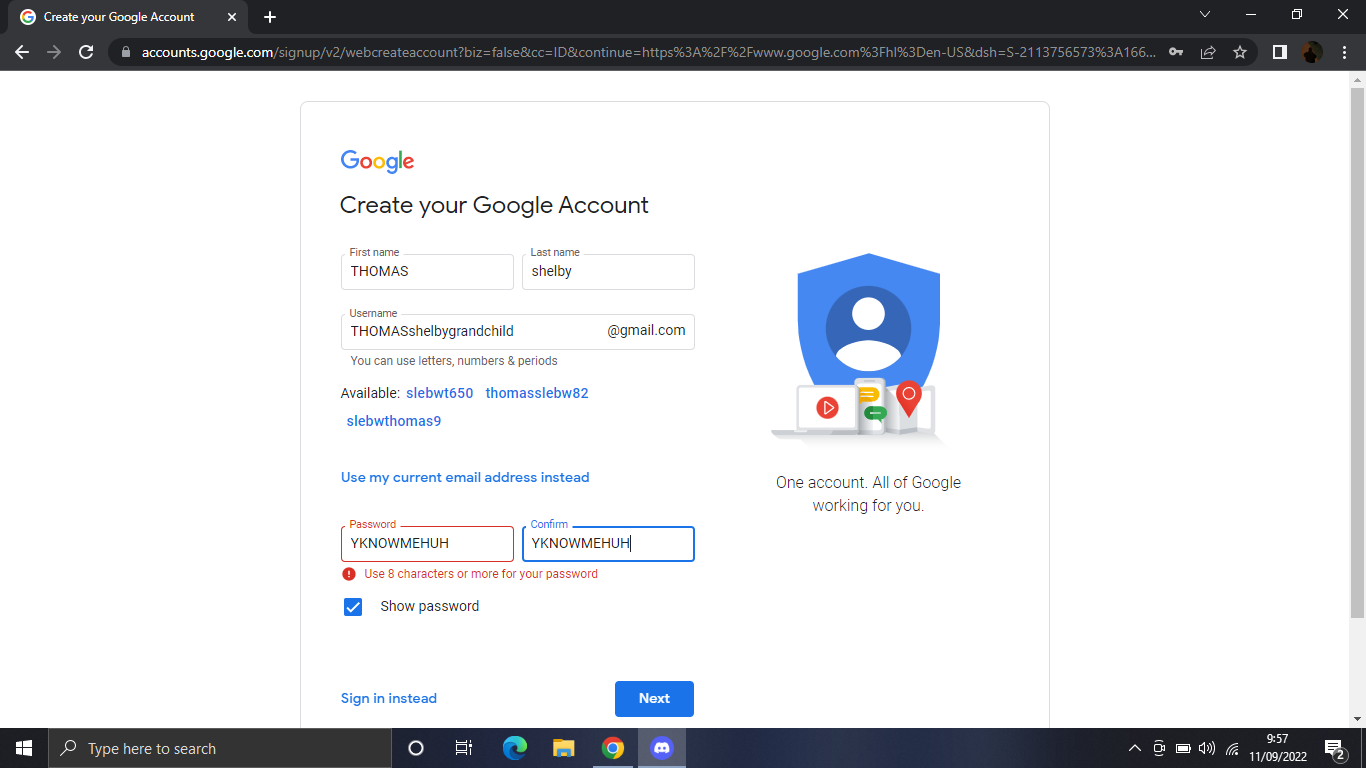 Create your Google Account
accounts.google.com/signup/v2/webcreateaccount?biz=false&cc=ID&continue=https%3A%2F%2Fwww.google.com%3Fhl%3Den-US&dsh=S-2113756573%3A166...
Google
Create your Google Account
First name
Last name
THOMAS
shelby
Username
THOMASshelbygrandchild
@gmail.com
You can use letters, numbers & periods
Available: slebwt650 thomasslebw82
slebwthomas9
Use my current email address instead
Password
Confirm
YKNOWMEHUH
YKNOWMEHUH
Use 8 characters or more for your password
Show password
Sign in instead
Next
One account. All of Google
working for you.
Type here to search
9:57
11/09/2022
2